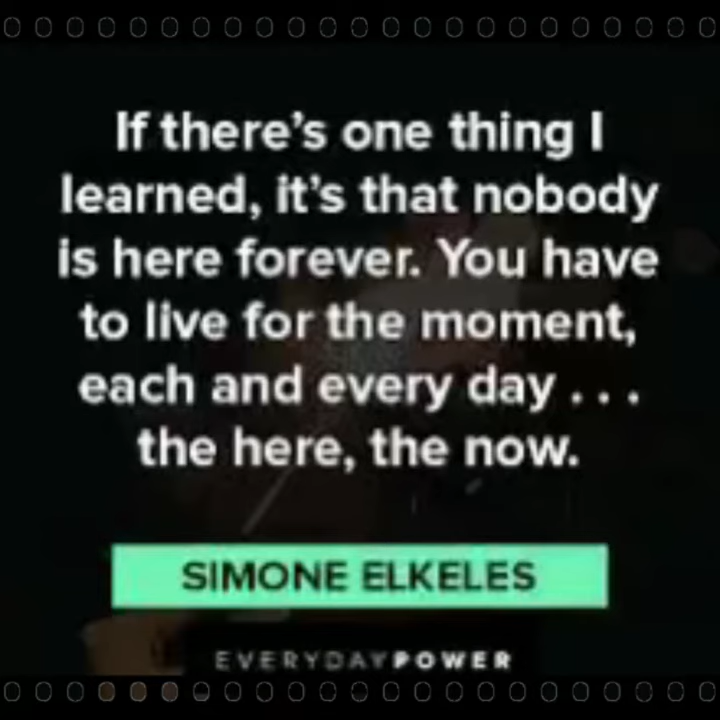 If there's one thing I
learned, it's that nobody
is here forever. You have
to live for the moment,
each and every day . . .
the here, the now.
SIMONE ELKELES
EVERYDAYPOWER